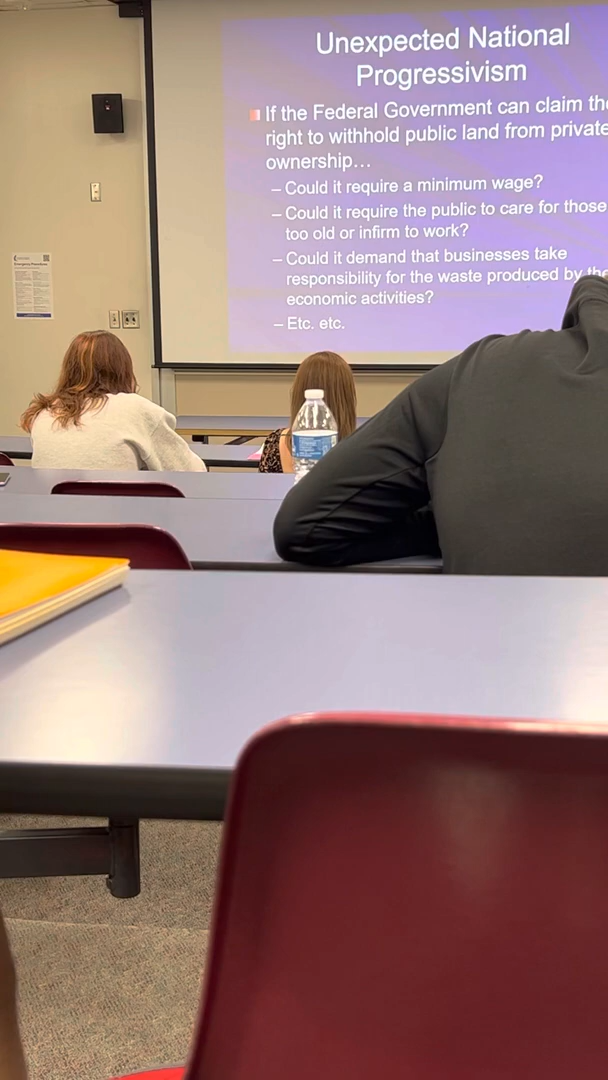 Unexpected National
Progressivism
If the Federal Government can claim the
right to withhold public land from private
ownership…
– Could it require a minimum wage?
– Could it require the public to care for those
too old or infirm to work?
– Could it demand that businesses take
responsibility for the waste produced by the
economic activities?
– Etc. etc.
Emergency Procedures